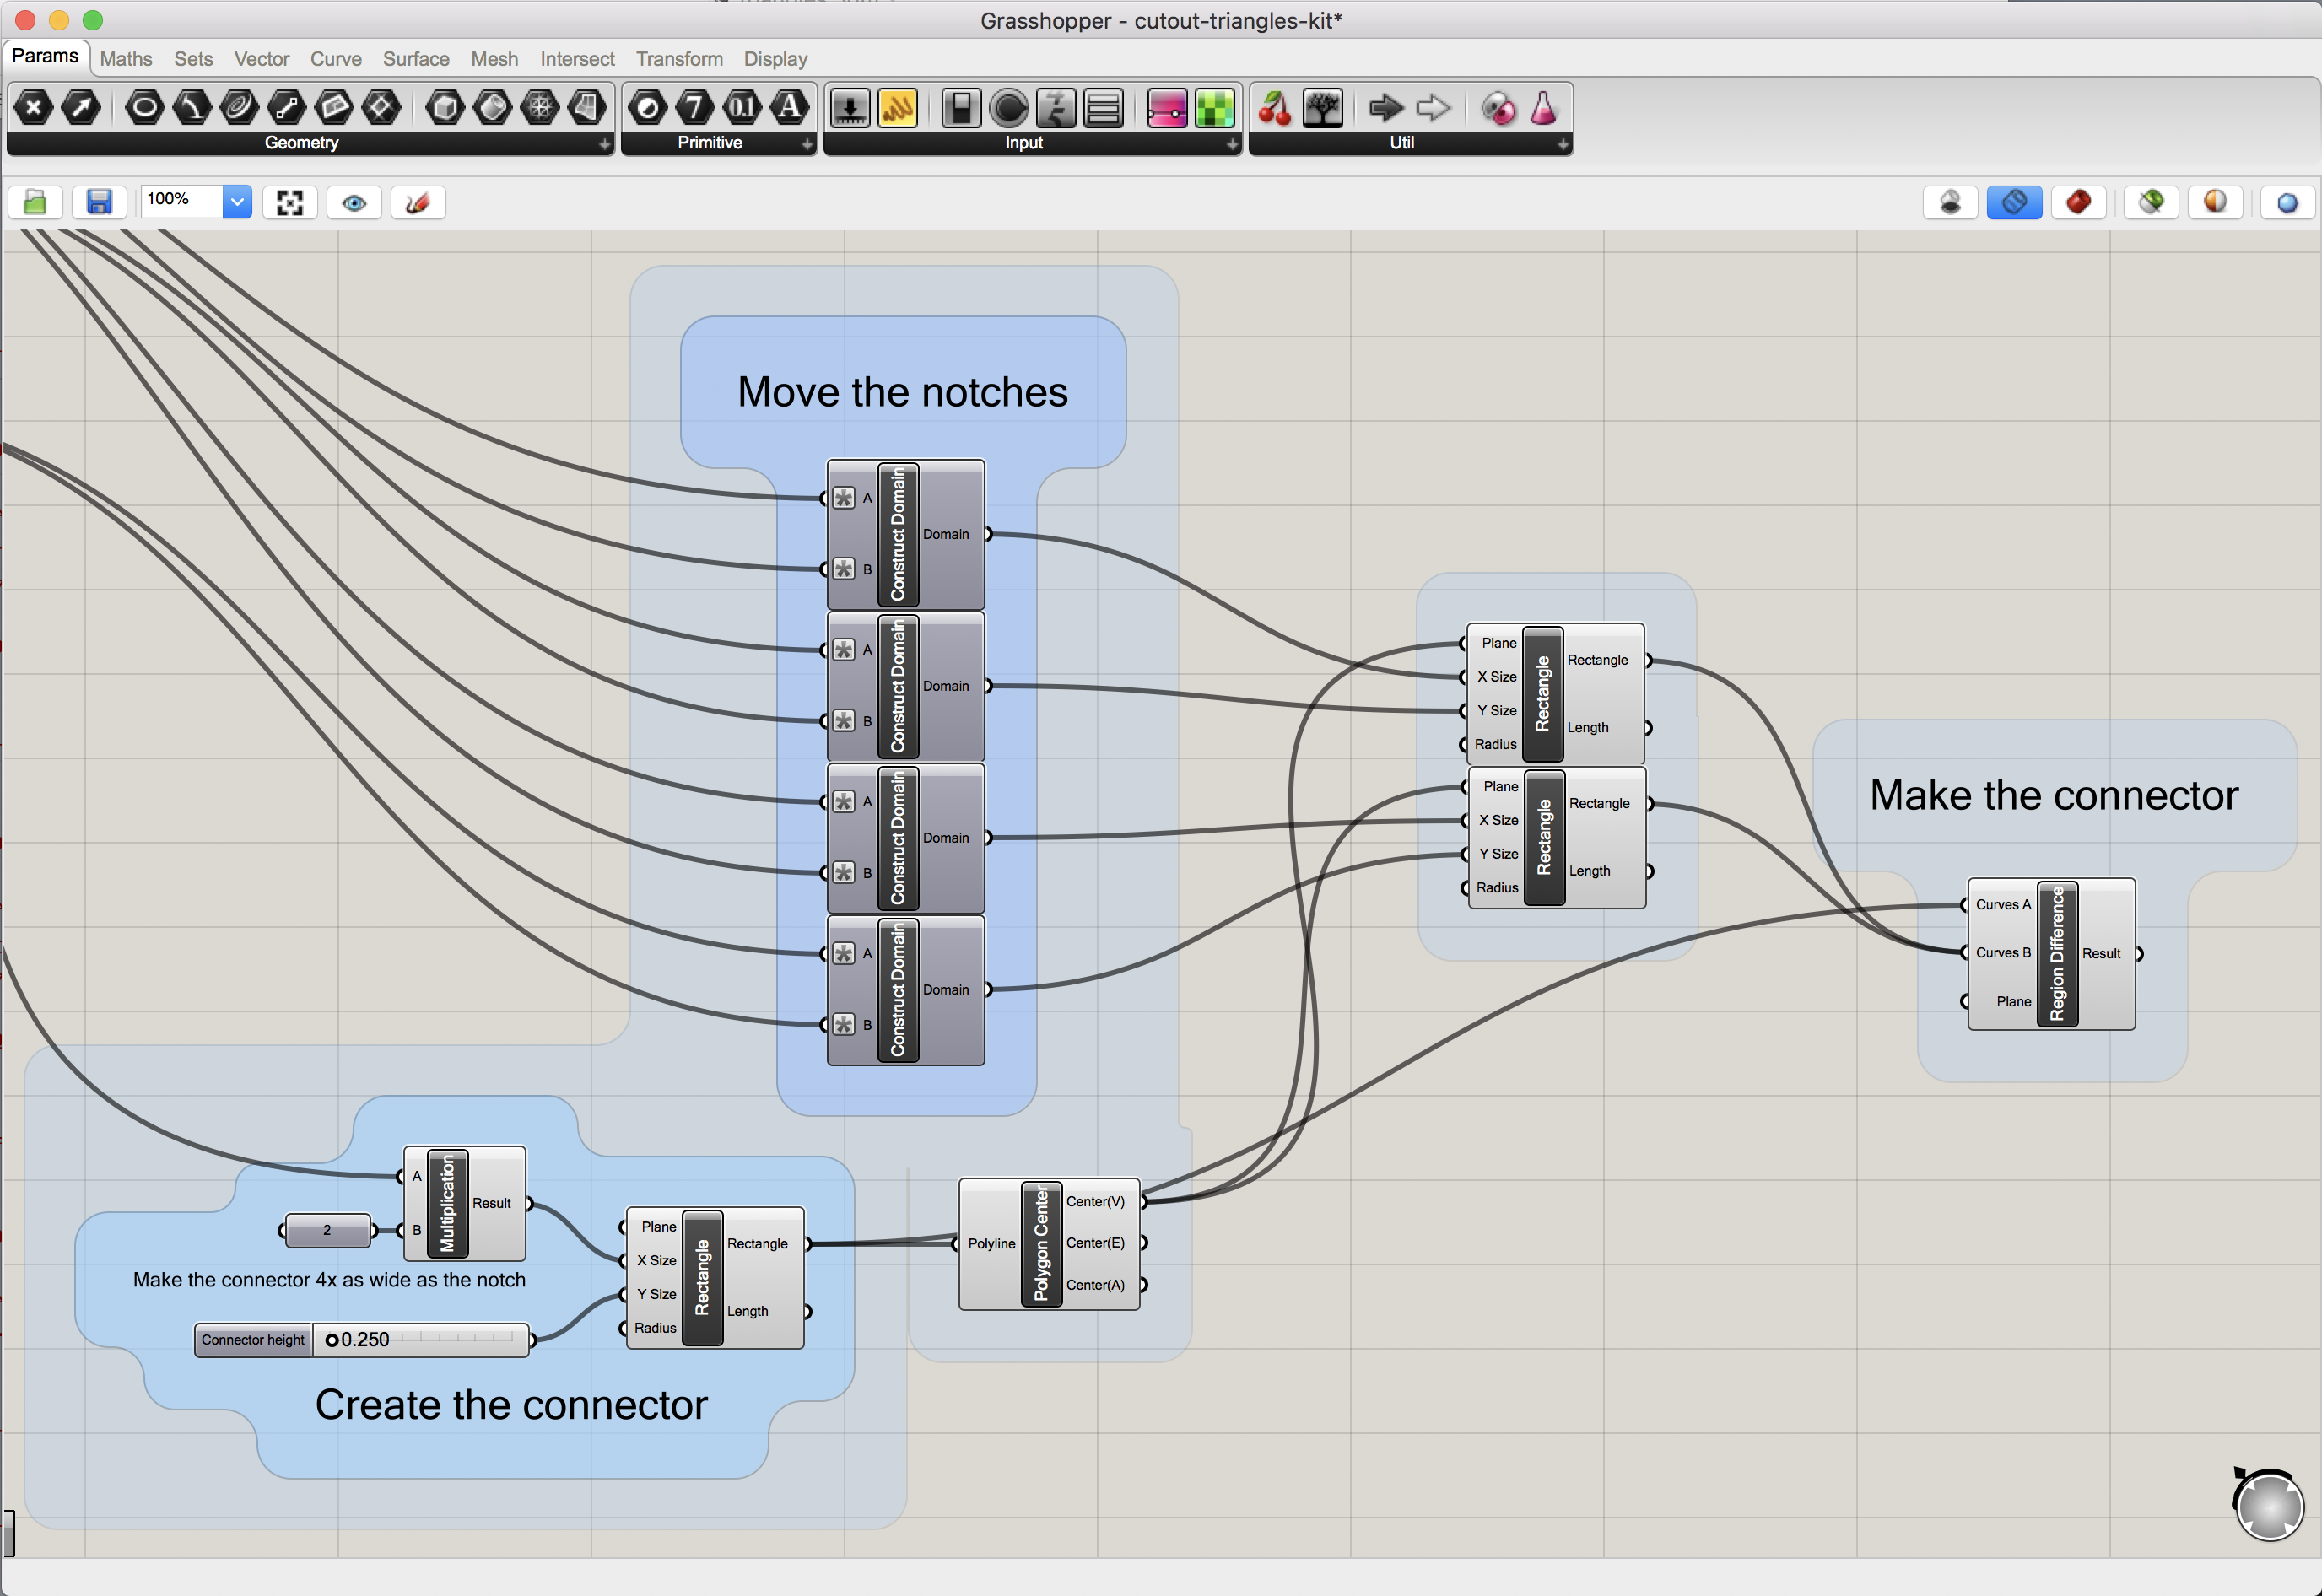 Grasshopper - cutout-triangles-kit*
Params Maths Sets Vector Curve Surface Mesh Intersect Transform Display
7 0.1 A
Geometry Primitive Input Util
100%
Move the notches
A
B
Construct Domain
Domain
A
B
Construct Domain
Domain
A
B
Construct Domain
Domain
A
B
Construct Domain
Domain
Plane
X Size
Y Size
Radius
Rectangle
Rectangle
Length
Plane
X Size
Y Size
Radius
Rectangle
Rectangle
Length
Make the connector
Curves A
Curves B
Plane
Region Difference
Result
A
B
Multiplication
Result
2
Make the connector 4x as wide as the notch
Connector height 0.250
Plane
X Size
Y Size
Radius
Rectangle
Rectangle
Length
Create the connector
Polyline
Polygon Center
Center(V)
Center(E)
Center(A)